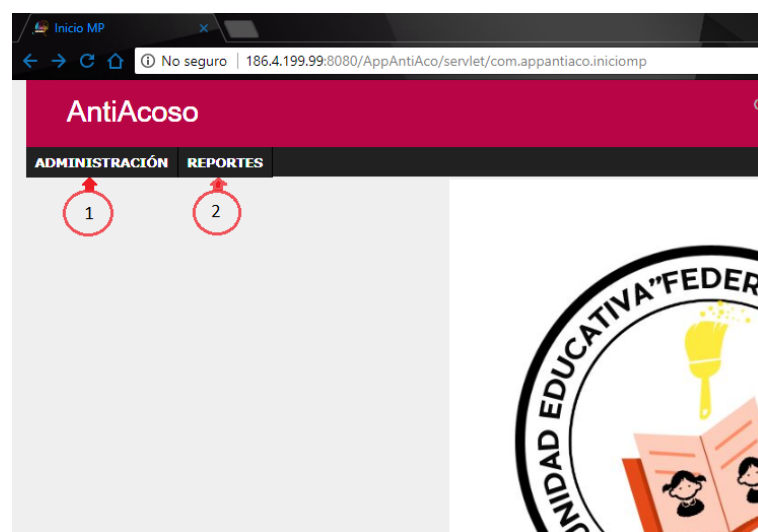 Inicio MP
No seguro | 186.4.199.99:8080/AppAntiAco/servlet/com.appantiaco.iniciomp
AntiAcoso
ADMINISTRACIÓN REPORTES
1 2
UNIDAD EDUCATIVA"FEDER